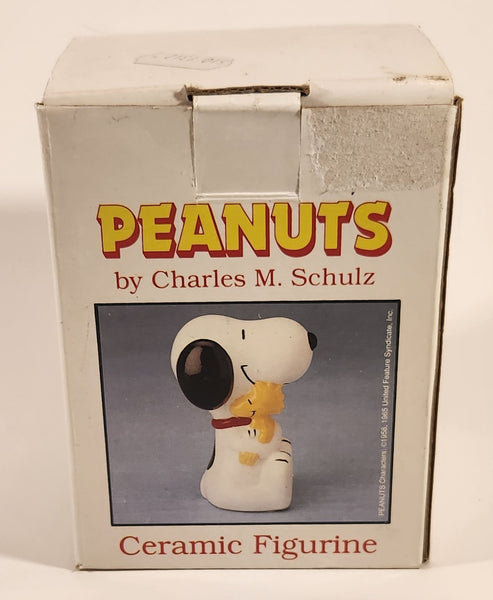 PEANUTS
by Charles M. Schulz
PEANUTS Characters: ©1958, 1965 United Feature Syndicate, Inc.
Ceramic Figurine